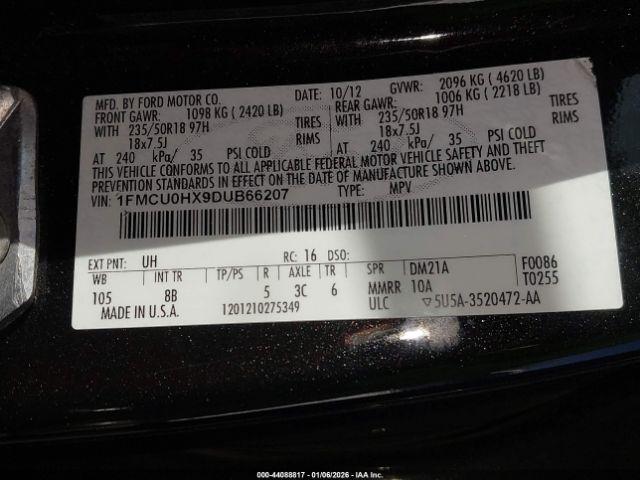 MFD. BY FORD MOTOR CO.
DATE: 10/12 GVWR: 2096 KG ( 4620 LB)
FRONT GAWR: 1098 KG ( 2420 LB) REAR GAWR: 1006 KG ( 2218 LB)
WITH 235/50R18 97H TIRES WITH 235/50R18 97H TIRES
18x7.5J RIMS 18x7.5J RIMS
AT 240 kPa/ 35 PSI COLD AT 240 kPa/ 35 PSI COLD
THIS VEHICLE CONFORMS TO ALL APPLICABLE FEDERAL MOTOR VEHICLE SAFETY AND THEFT
PREVENTION STANDARDS IN EFFECT ON THE DATE OF MANUFACTURE SHOWN ABOVE.
VIN: 1FMCU0HX9DUB66207 TYPE: MPV
EXT PNT: UH RC: 16 DSO: F0086
WB INT TR TP/PS R AXLE TR SPR DM21A T0255
105 8B 5 3C 6 MMRR 10A
MADE IN U.S.A. 1201210275349 ULC ▽5U5A-3520472-AA
000-44088817 - 01/06/2026 - IAA Inc.